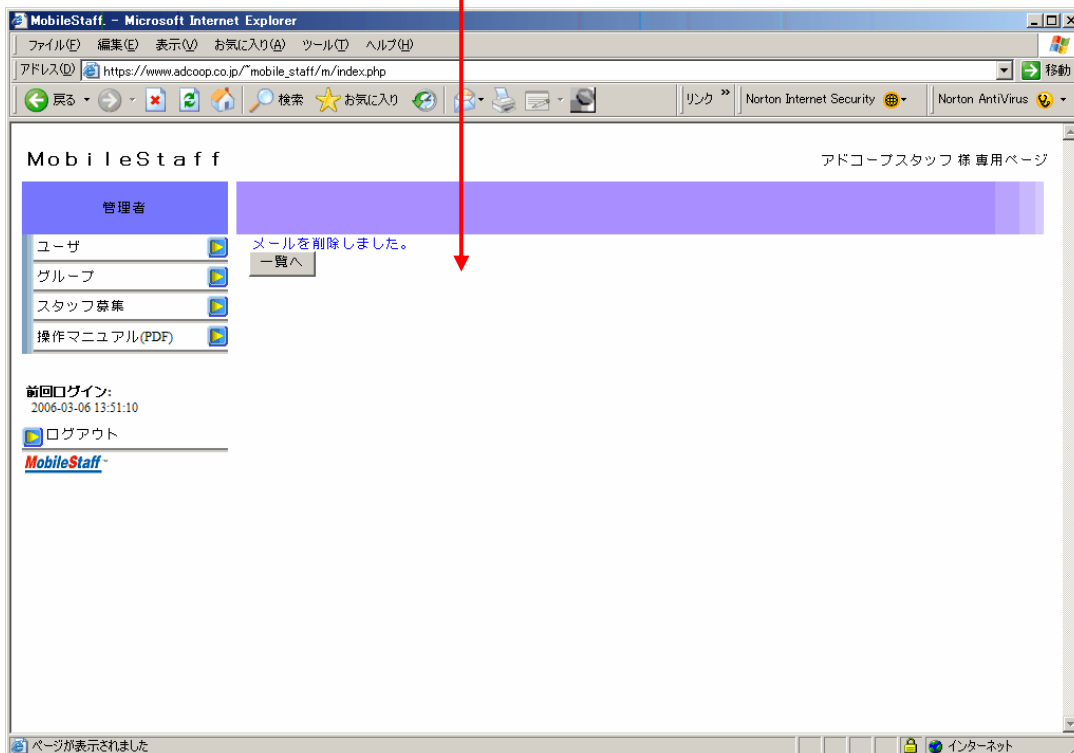 MobileStaff. - Microsoft Internet Explorer
ファイル(F) 編集(E) 表示(V) お気に入り(A) ツール(T) ヘルプ(H)
アドレス(D) https://www.adcoop.co.jp/~mobile_staff/m/index.php 移動
戻る 検索 お気に入り リンク » Norton Internet Security Norton AntiVirus
MobileStaff
アドコープスタッフ 様 専用ページ
管理者
ユーザ
グループ
スタッフ募集
操作マニュアル(PDF)
メールを削除しました。
一覧へ
前回ログイン:
2006-03-06 13:51:10
ログアウト
MobileStaff
ページが表示されました
インターネット